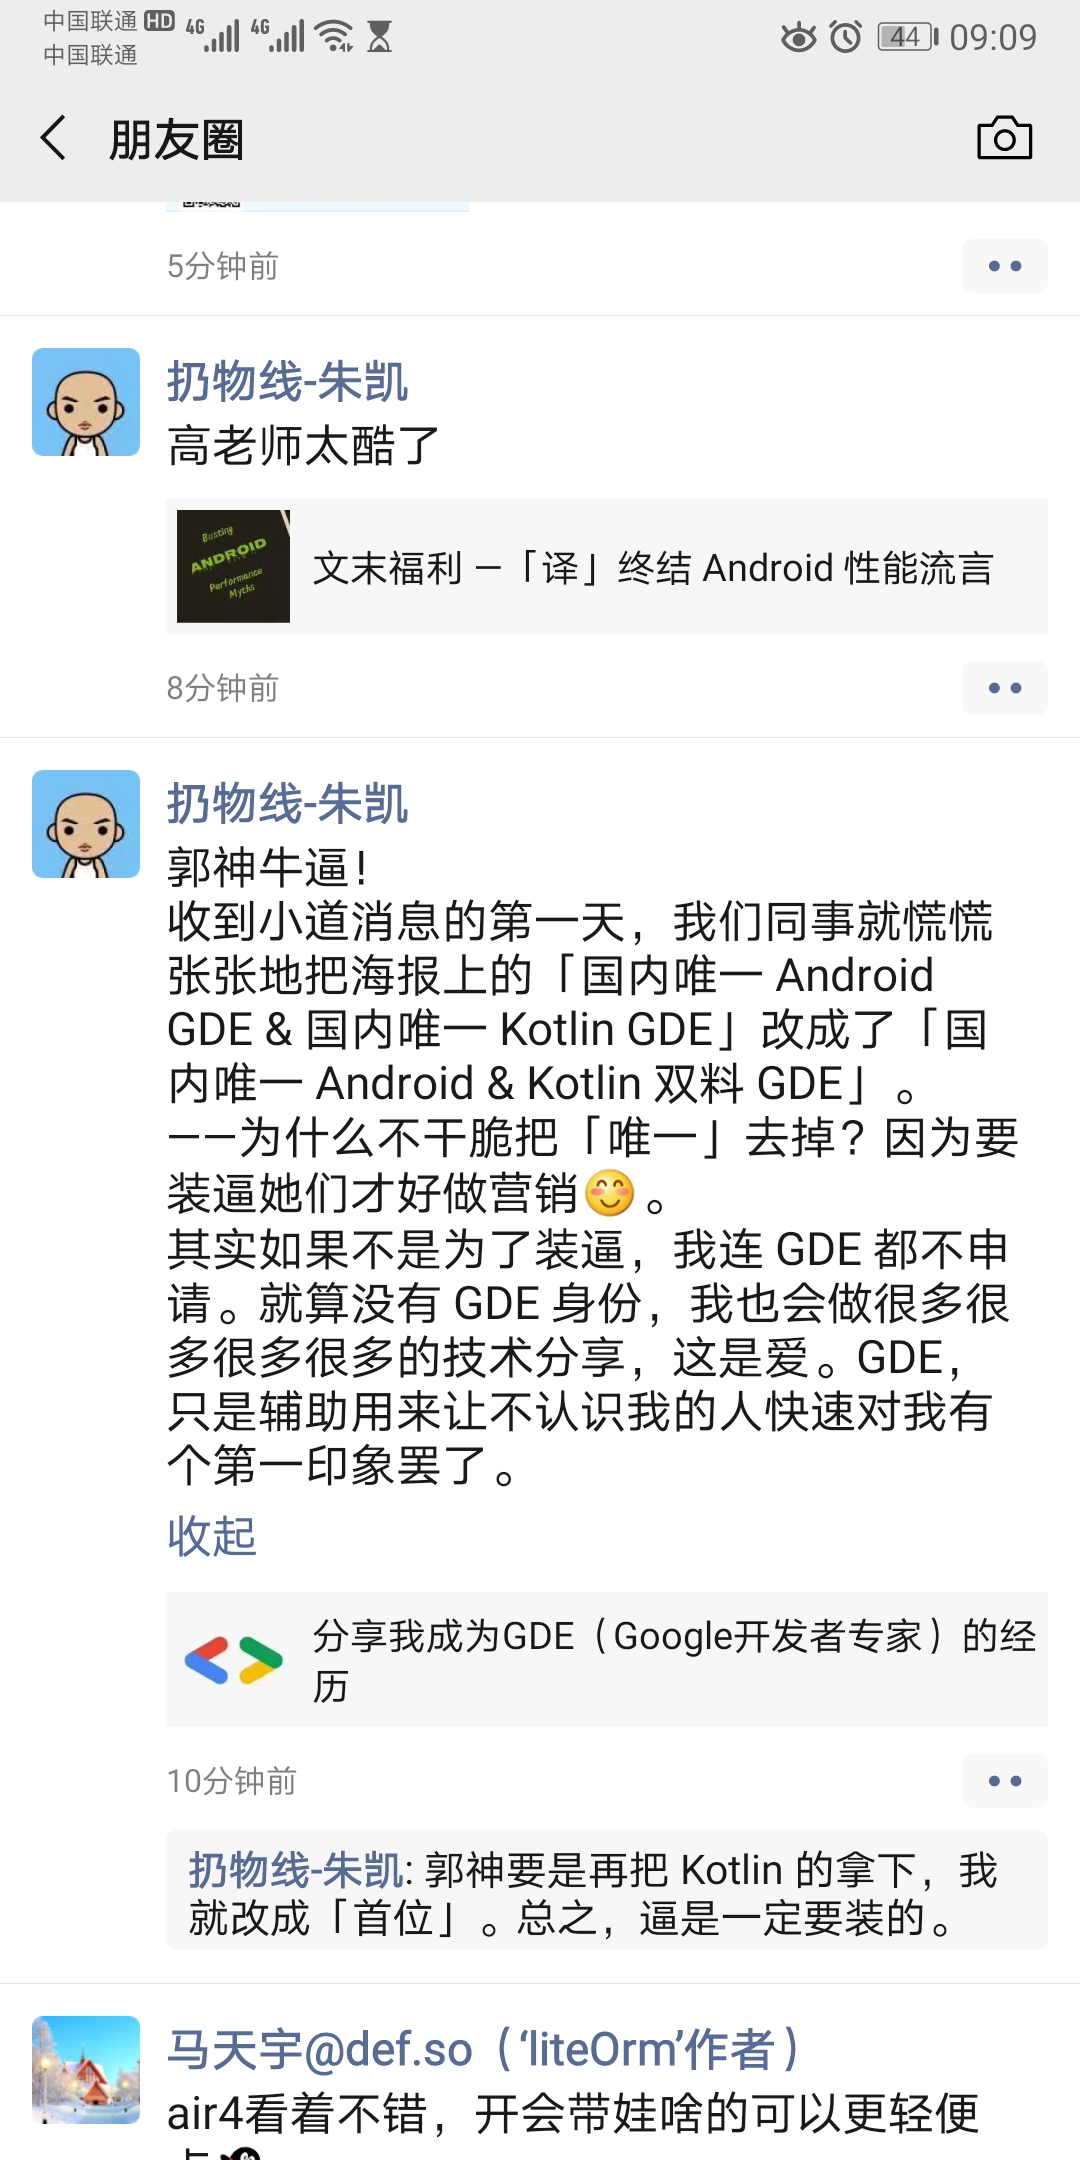 中国联通 HD 4G 4G 44 09:09
中国联通
朋友圈
5分钟前
扔物线-朱凯
高老师太酷了
Busting
ANDROID
Performance
Myths
文末福利 –「译」终结 Android 性能流言
8分钟前
扔物线-朱凯
郭神牛逼！
收到小道消息的第一天，我们同事就慌慌
张张地把海报上的「国内唯一 Android
GDE & 国内唯一 Kotlin GDE」改成了「国
内唯一 Android & Kotlin 双料 GDE」。
——为什么不干脆把「唯一」去掉？因为要
装逼她们才好做营销😊。
其实如果不是为了装逼，我连 GDE 都不申
请。就算没有 GDE 身份，我也会做很多很
多很多很多的技术分享，这是爱。GDE，
只是辅助用来让不认识我的人快速对我有
个第一印象罢了。
收起
分享我成为GDE（Google开发者专家）的经
历
10分钟前
扔物线-朱凯: 郭神要是再把 Kotlin 的拿下，我
就改成「首位」。总之，逼是一定要装的。
马天宇@def.so（‘liteOrm’作者）
air4看着不错，开会带娃啥的可以更轻便